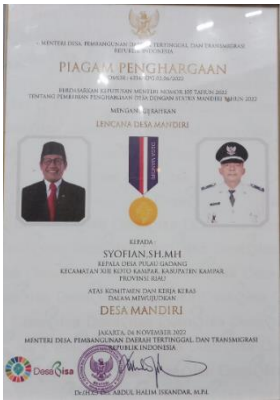 MENTERI DESA, PEMBANGUNAN DAERAH TERTINGGAL, DAN TRANSMIGRASI
REPUBLIK INDONESIA
PIAGAM PENGHARGAAN
BERDASARKAN KEPUTUSAN MENTERI NOMOR TAHUN 2022
TENTANG PEMBERIAN PENGHARGAAN DESA DENGAN STATUS MANDIRI TAHUN 2022
MENGANUGERAHKAN
LENCANA DESA MANDIRI
DESA MANDIRI
KEPADA :
SYOFIAN,SH.MH
KEPALA DESA PULAU GADANG
KECAMATAN XIII KOTO KAMPAR, KABUPATEN KAMPAR,
PROVINSI RIAU
ATAS KOMITMEN DAN KERJA KERAS
DALAM MEWUJUDKAN
DESA MANDIRI
JAKARTA, 24 NOVEMBER 2022
MENTERI DESA, PEMBANGUNAN DAERAH TERTINGGAL, DAN TRANSMIGRASI
REPUBLIK INDONESIA,
Desa Bisa
ABDUL HALIM ISKANDAR, M.Pd.